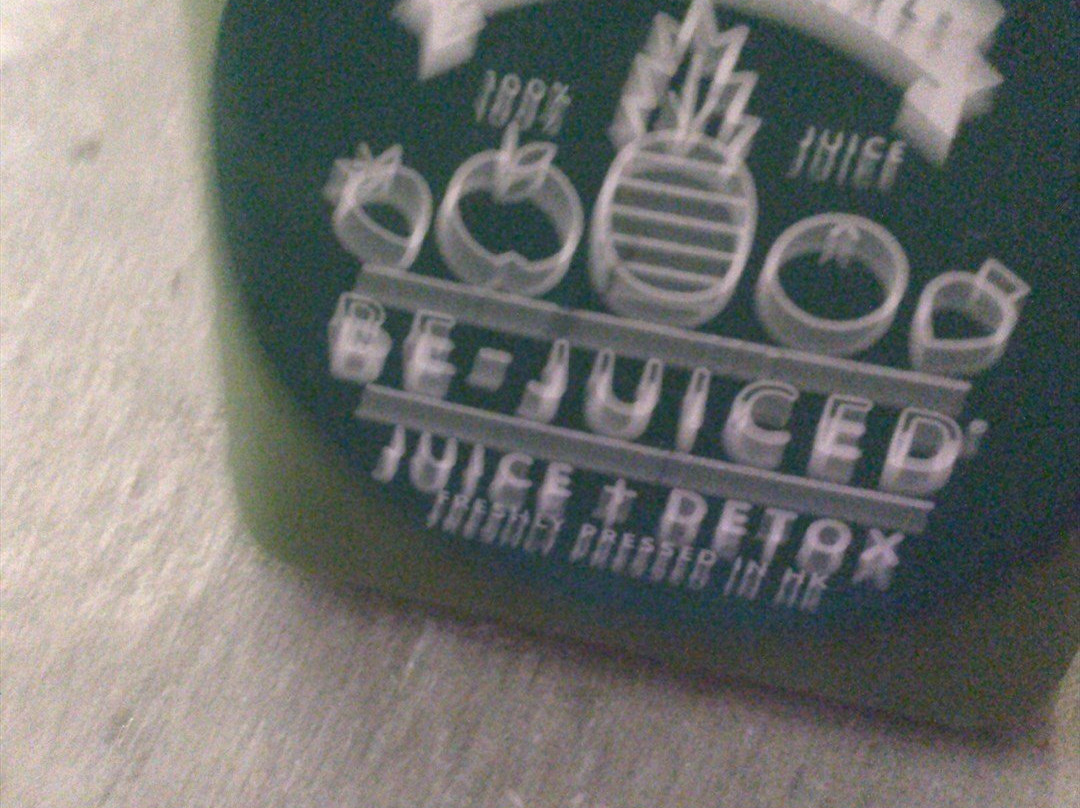 100%
JUICE
BE-JUICED
JUICE + DETOX
FRESHLY PRESSED IN HK